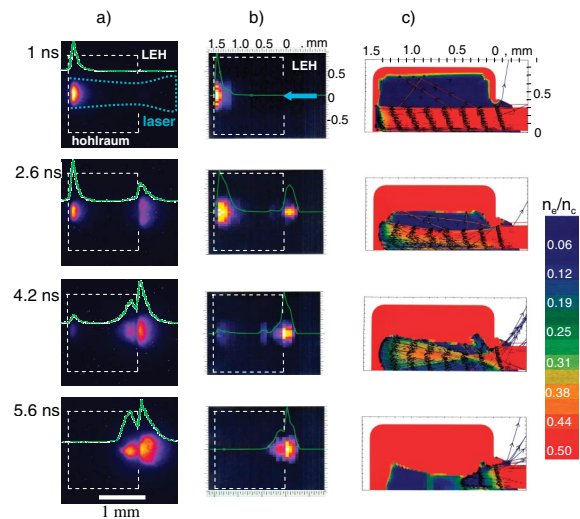 a) b) c)
1 ns
LEH
laser
hohlraum
1.5 1.0 0.5 0 , mm
LEH
0.5
0
-0.5
1.5 1.0 0.5 0 , mm
0
0.5
1
2.6 ns
4.2 ns
5.6 ns
1 mm
n_e/n_c
0.06
0.12
0.19
0.25
0.31
0.38
0.44
0.50